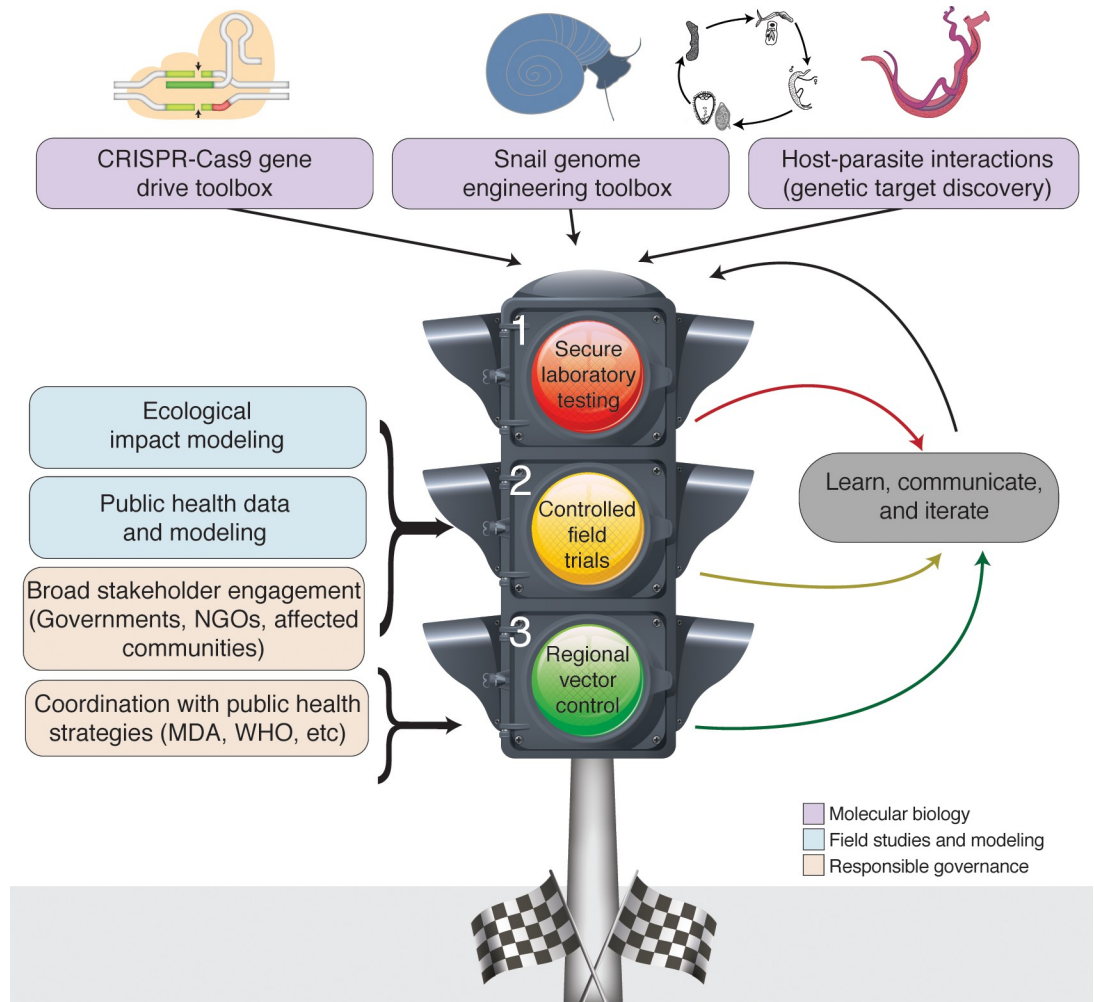 CRISPR-Cas9 gene
drive toolbox
Snail genome
engineering toolbox
Host-parasite interactions
(genetic target discovery)
1
Secure
laboratory
testing
Ecological
impact modeling
Public health data
and modeling
Broad stakeholder engagement
(Governments, NGOs, affected
communities)
Coordination with public health
strategies (MDA, WHO, etc)
2
Controlled
field
trials
3
Regional
vector
control
Learn, communicate,
and iterate
Molecular biology
Field studies and modeling
Responsible governance